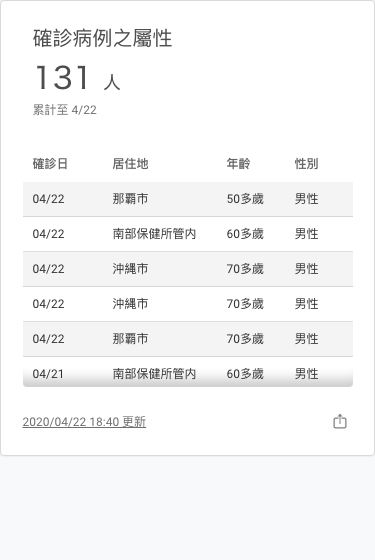 確診病例之屬性
131 人
累計至 4/22
確診日 居住地 年齡 性別
04/22 那覇市 50多歲 男性
04/22 南部保健所管内 60多歲 男性
04/22 沖縄市 70多歲 男性
04/22 沖縄市 70多歲 男性
04/22 那覇市 70多歲 男性
04/21 南部保健所管内 60多歲 男性
2020/04/22 18:40 更新